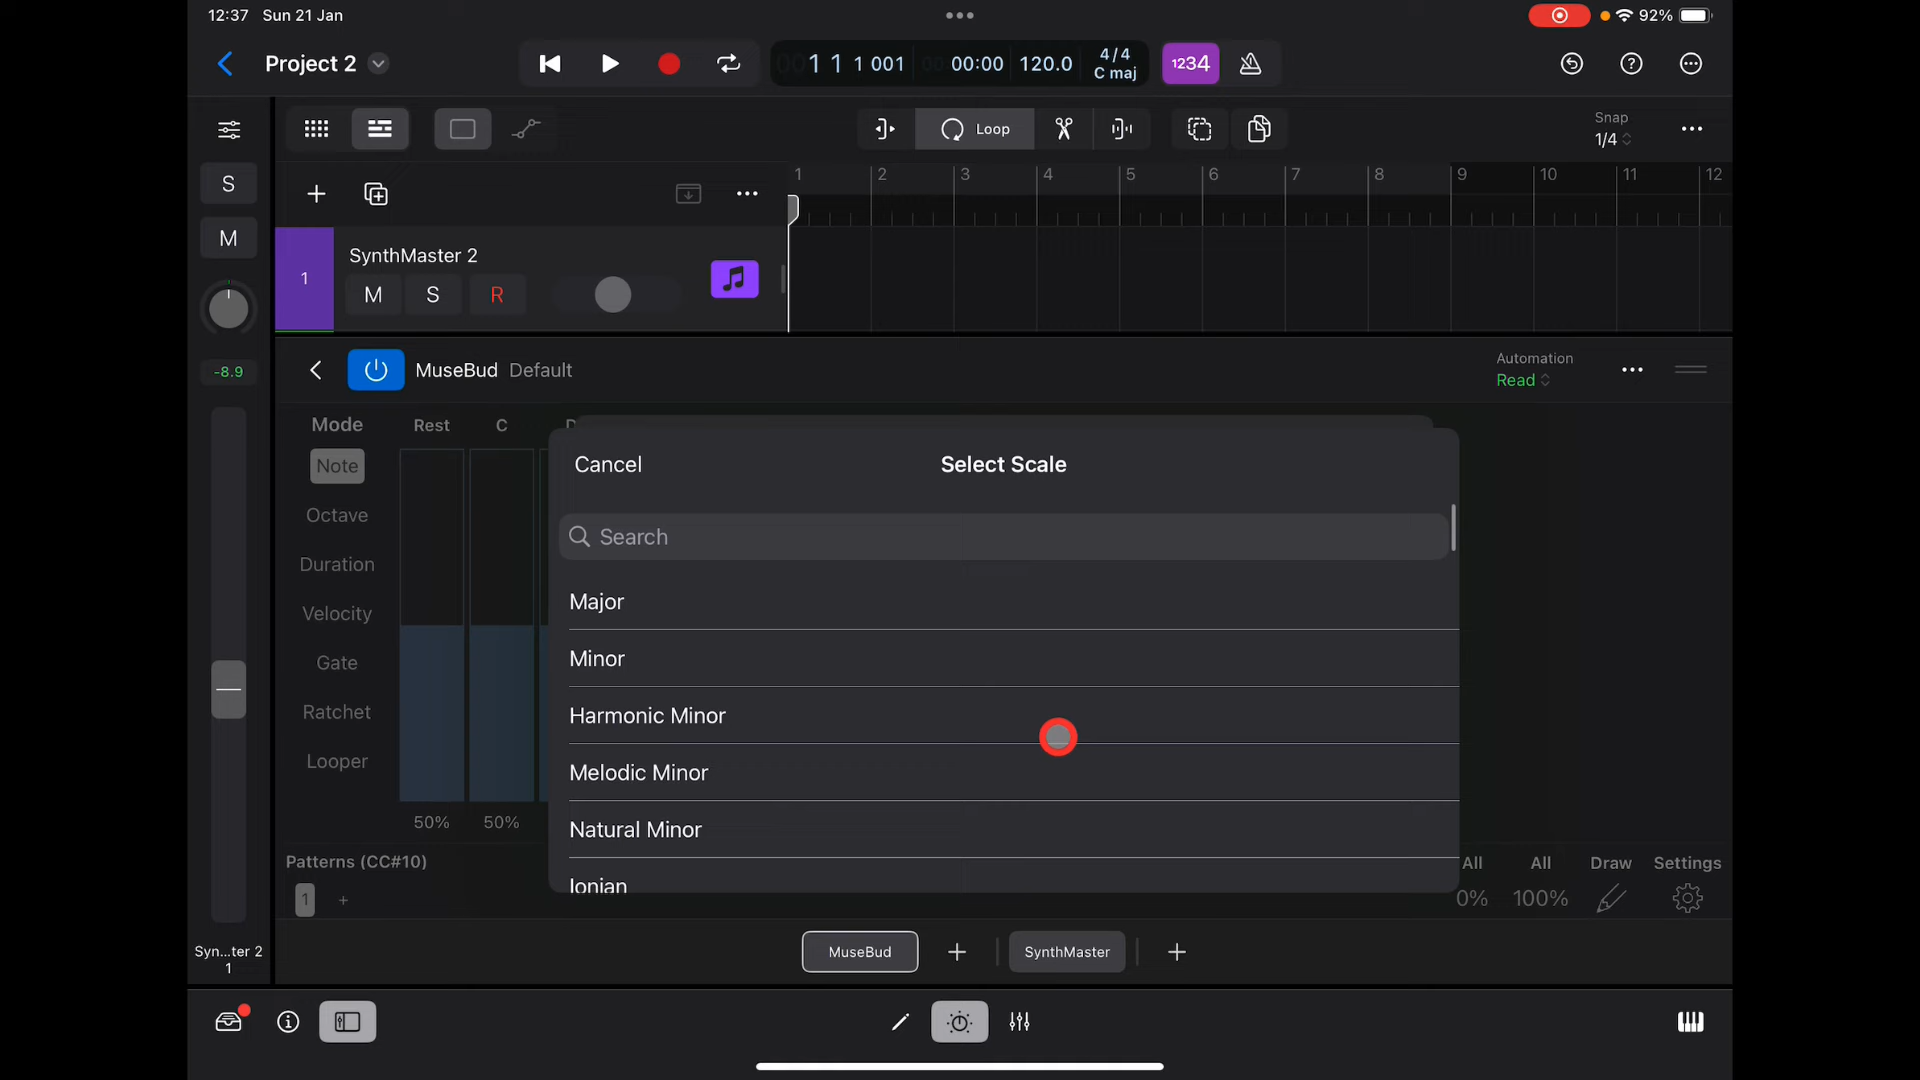 12:37 Sun 21 Jan
92%
Project 2
1 1 1 001
00:00
120.0
4/4
C maj
1234
Loop
Snap
1/4
S
M
-8.9
1 2 3 4 5 6 7 8 9 10 11 12
1
SynthMaster 2
M S R
MuseBud Default
Automation
Read
Mode
Note
Octave
Duration
Velocity
Gate
Ratchet
Looper
Rest C
50% 50%
Cancel
Select Scale
Search
Major
Minor
Harmonic Minor
Melodic Minor
Natural Minor
Ionian
Patterns (CC#10)
1 +
All All Draw Settings
0% 100%
Syn...ter 2
1
MuseBud + SynthMaster +